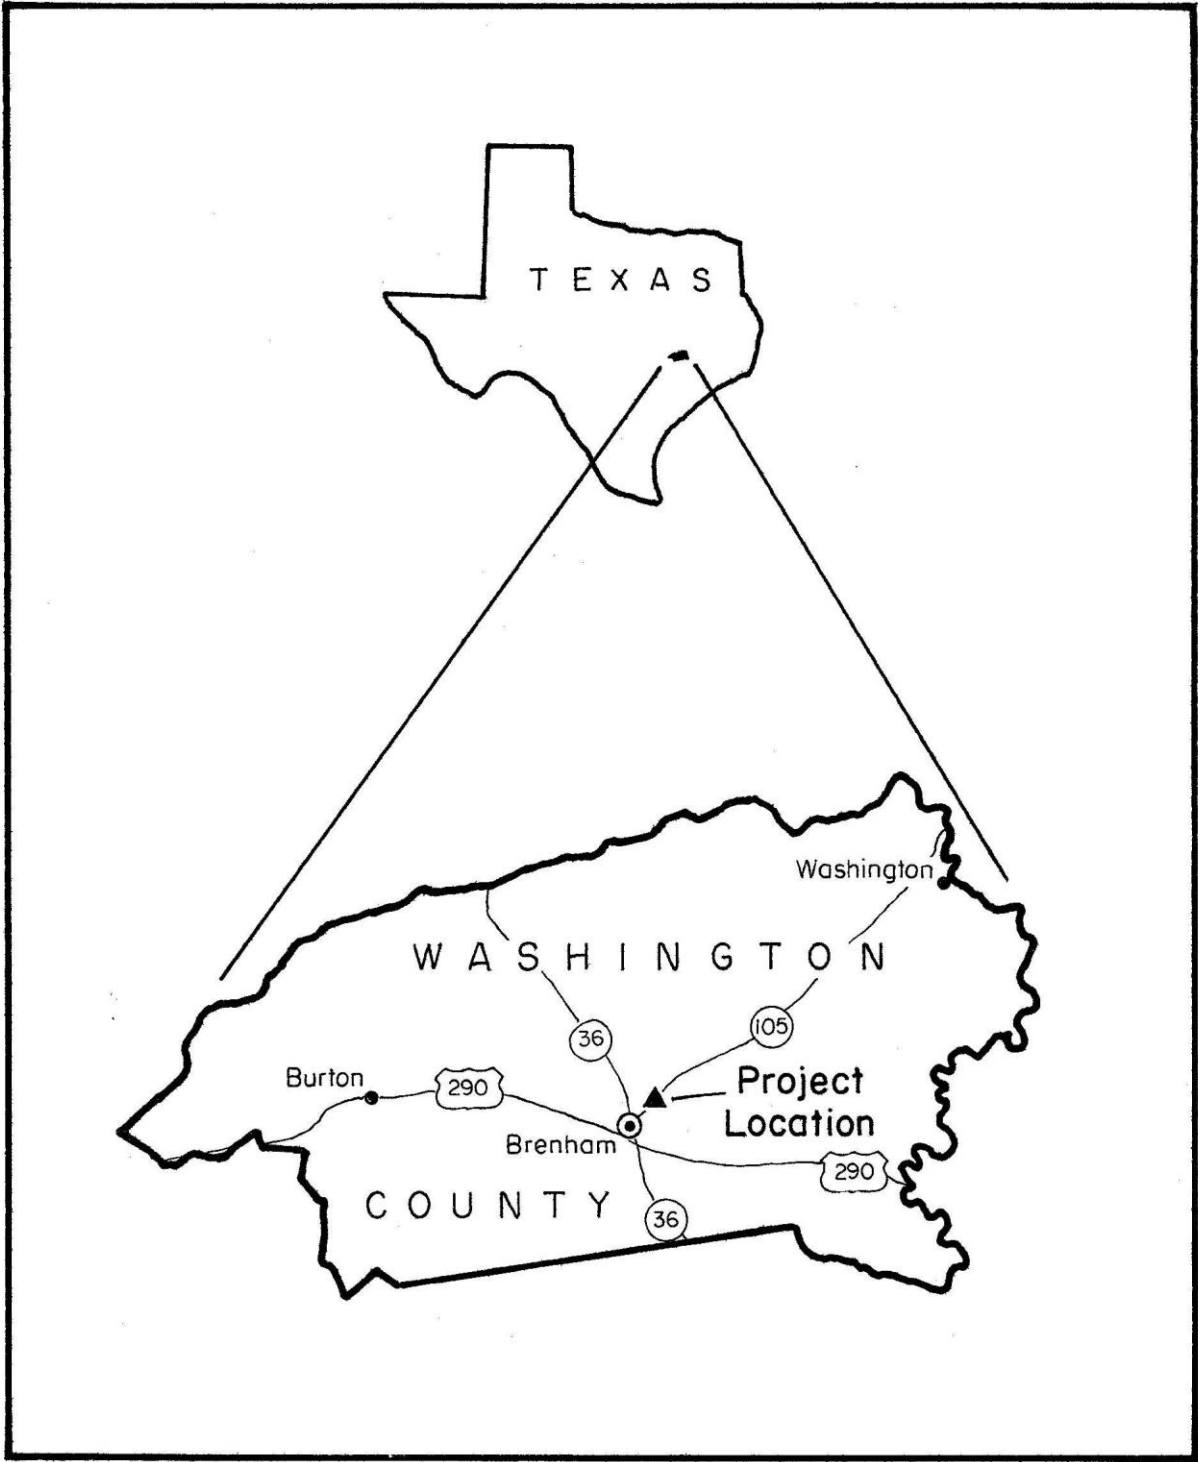 TEXAS
Washington
WASHINGTON
105
36
Project
Location
Burton
290
Brenham
290
COUNTY
36